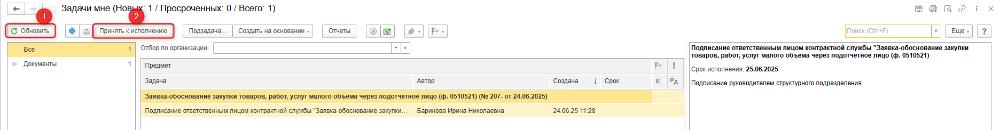 Задачи мне (Новых: 1 / Просроченных: 0 / Всего: 1)
1
2
Обновить
Принять к исполнению
Подзадача...
Создать на основании
Отчеты
Поиск (Ctrl+F)
×
Еще
?
Все 1
Документы 1
Отбор по организации:
Предмет
Задача Автор Создана ↓ Срок К Рд
Заявка-обоснование закупки товаров, работ, услуг малого объема через подотчетное лицо (ф. 0510521) (№ 207- от 24.06.2025)
Подписание ответственным лицом контрактной службы "Заявка-обоснование закупки... Баринова Ирина Николаевна 24.06.25 11:28
Подписание ответственным лицом контрактной службы "Заявка-обоснование закупки
товаров, работ, услуг малого объема через подотчетное лицо (ф. 0510521)
Срок исполнения: 25.06.2025
Подписание руководителем структурного подразделения